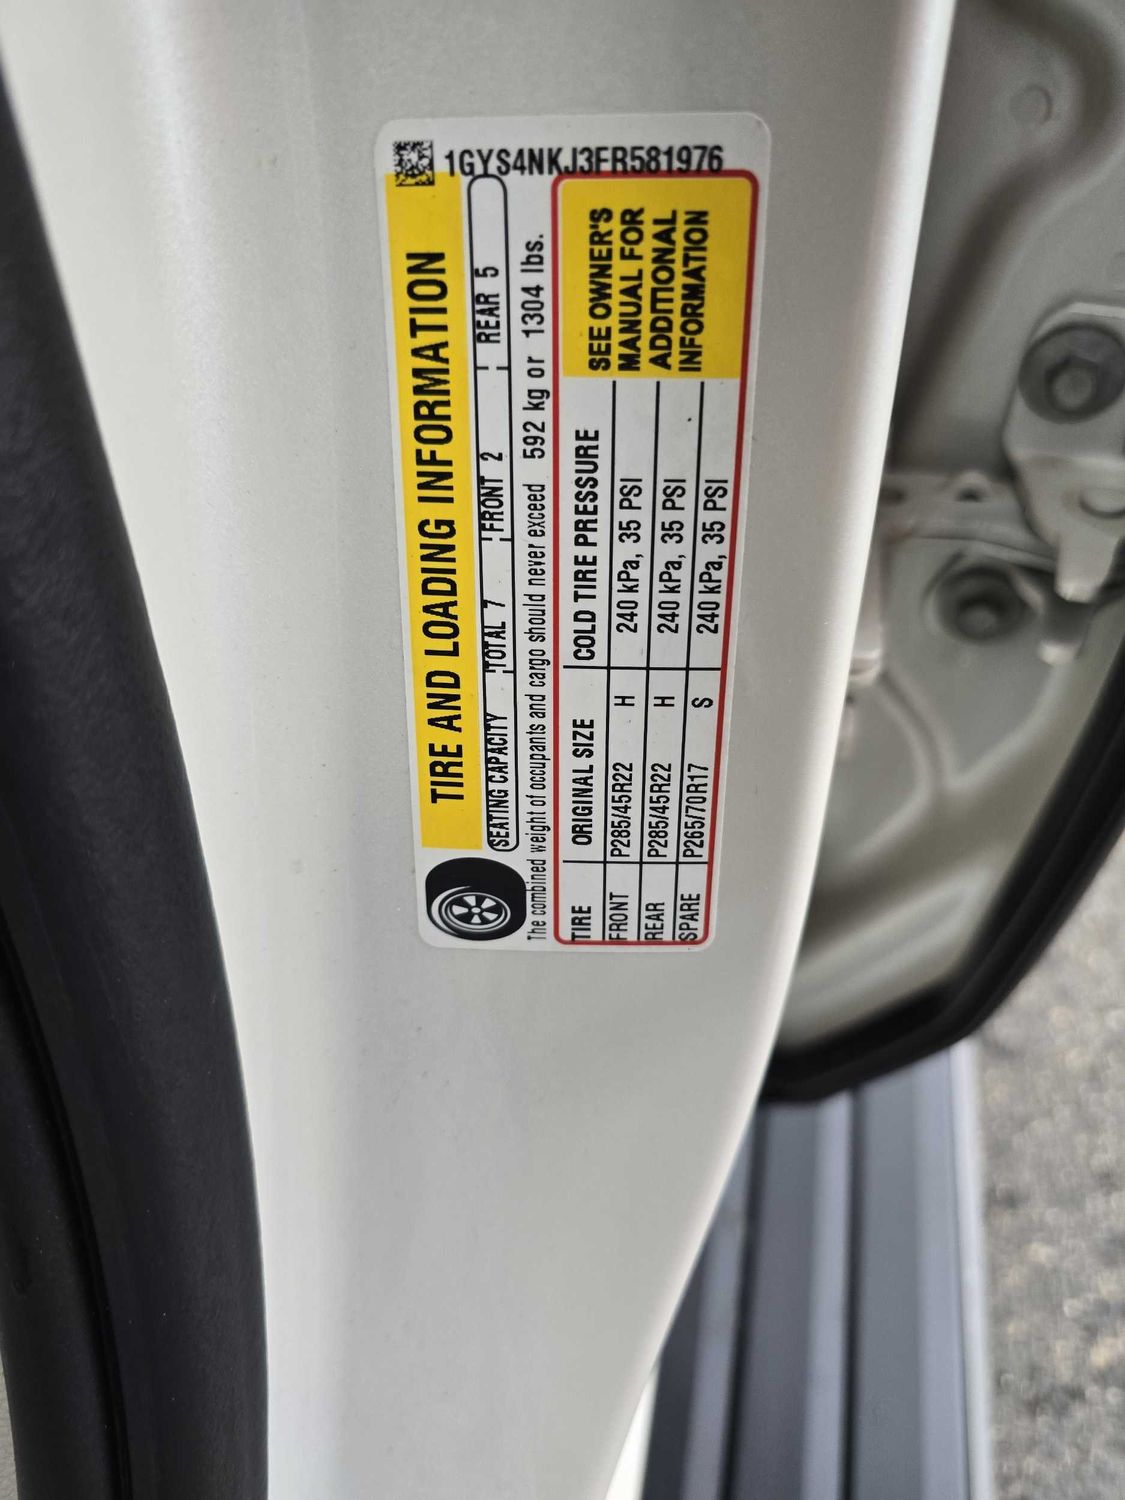 1GYS4NKJ3FR581976
TIRE AND LOADING INFORMATION
SEATING CAPACITY TOTAL 7 FRONT 2 REAR 5
The combined weight of occupants and cargo should never exceed 592 kg or 1304 lbs.
TIRE ORIGINAL SIZE COLD TIRE PRESSURE
FRONT P285/45R22 H 240 kPa, 35 PSI
REAR P285/45R22 H 240 kPa, 35 PSI
SPARE P265/70R17 S 240 kPa, 35 PSI
SEE OWNER'S
MANUAL FOR
ADDITIONAL
INFORMATION